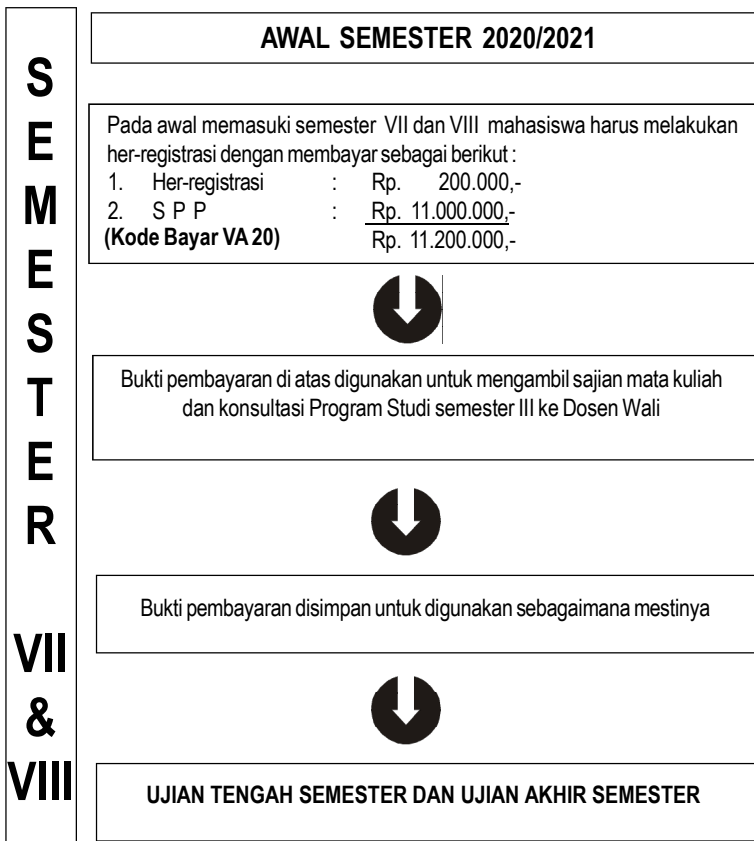 S
E
M
E
S
T
E
R
VII
&
VIII
AWAL SEMESTER 2020/2021
Pada awal memasuki semester VII dan VIII mahasiswa harus melakukan
her-registrasi dengan membayar sebagai berikut :
1. Her-registrasi : Rp. 200.000,-
2. S P P : Rp. 11.000.000,-
(Kode Bayar VA 20) Rp. 11.200.000,-
Bukti pembayaran di atas digunakan untuk mengambil sajian mata kuliah
dan konsultasi Program Studi semester III ke Dosen Wali
Bukti pembayaran disimpan untuk digunakan sebagaimana mestinya
UJIAN TENGAH SEMESTER DAN UJIAN AKHIR SEMESTER